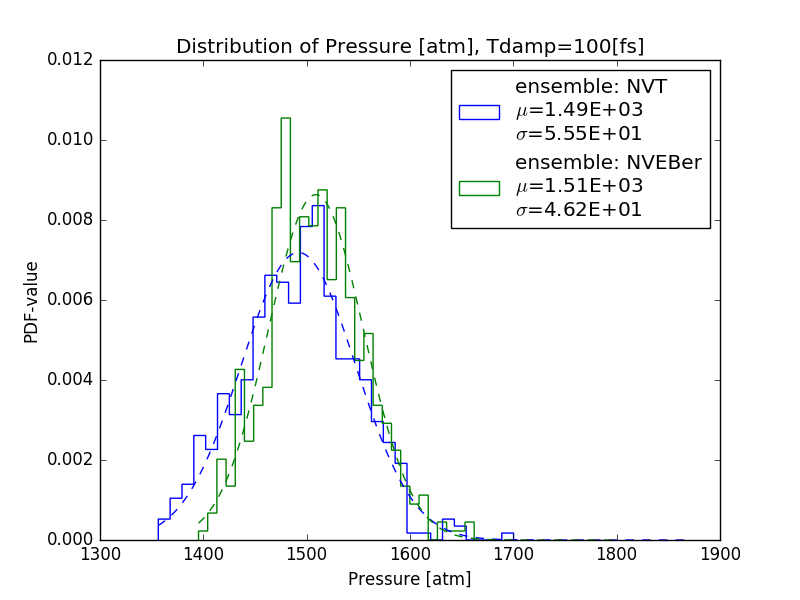 Distribution of Pressure [atm], Tdamp=100[fs]
ensemble: NVT
μ=1.49E+03
σ=5.55E+01
ensemble: NVEBer
μ=1.51E+03
σ=4.62E+01
PDF-value
0.012
0.010
0.008
0.006
0.004
0.002
0.000
1300 1400 1500 1600 1700 1800 1900
Pressure [atm]